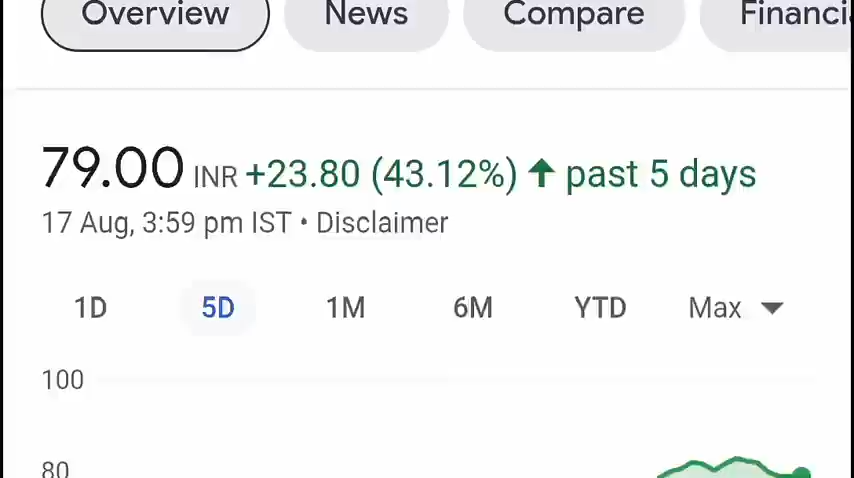 Overview News Compare Financi
79.00 INR +23.80 (43.12%) ↑ past 5 days
17 Aug, 3:59 pm IST • Disclaimer
1D 5D 1M 6M YTD Max
100
80